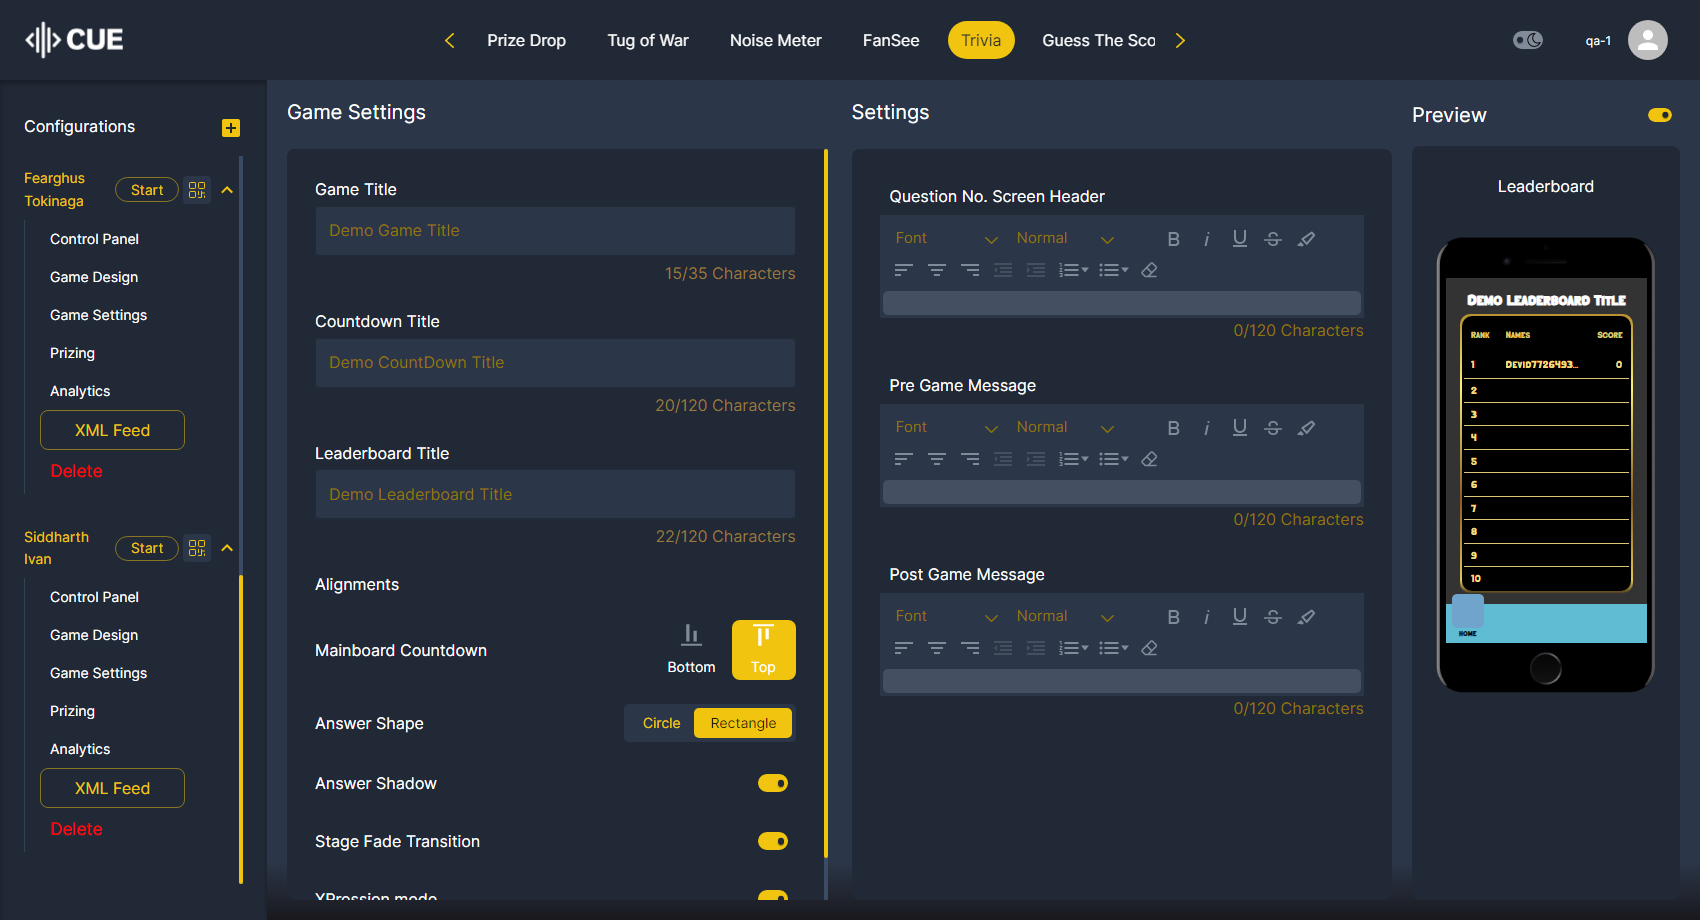 CUE
Prize Drop
Tug of War
Noise Meter
FanSee
Trivia
Guess The Sco
qa-1
Configurations
Fearghus
Tokinaga
Start
Control Panel
Game Design
Game Settings
Prizing
Analytics
XML Feed
Delete
Siddharth
Ivan
Start
Control Panel
Game Design
Game Settings
Prizing
Analytics
XML Feed
Delete
Game Settings
Game Title
Demo Game Title
15/35 Characters
Countdown Title
Demo CountDown Title
20/120 Characters
Leaderboard Title
Demo Leaderboard Title
22/120 Characters
Alignments
Mainboard Countdown
Bottom
Top
Answer Shape
Circle
Rectangle
Answer Shadow
Stage Fade Transition
XPression mode
Settings
Question No. Screen Header
Font
Normal
0/120 Characters
Pre Game Message
Font
Normal
0/120 Characters
Post Game Message
Font
Normal
0/120 Characters
Preview
Leaderboard
Demo Leaderboard Title
Rank Names Score
1 Devid7726493... 0
2
3
4
5
6
7
8
9
10
HOME